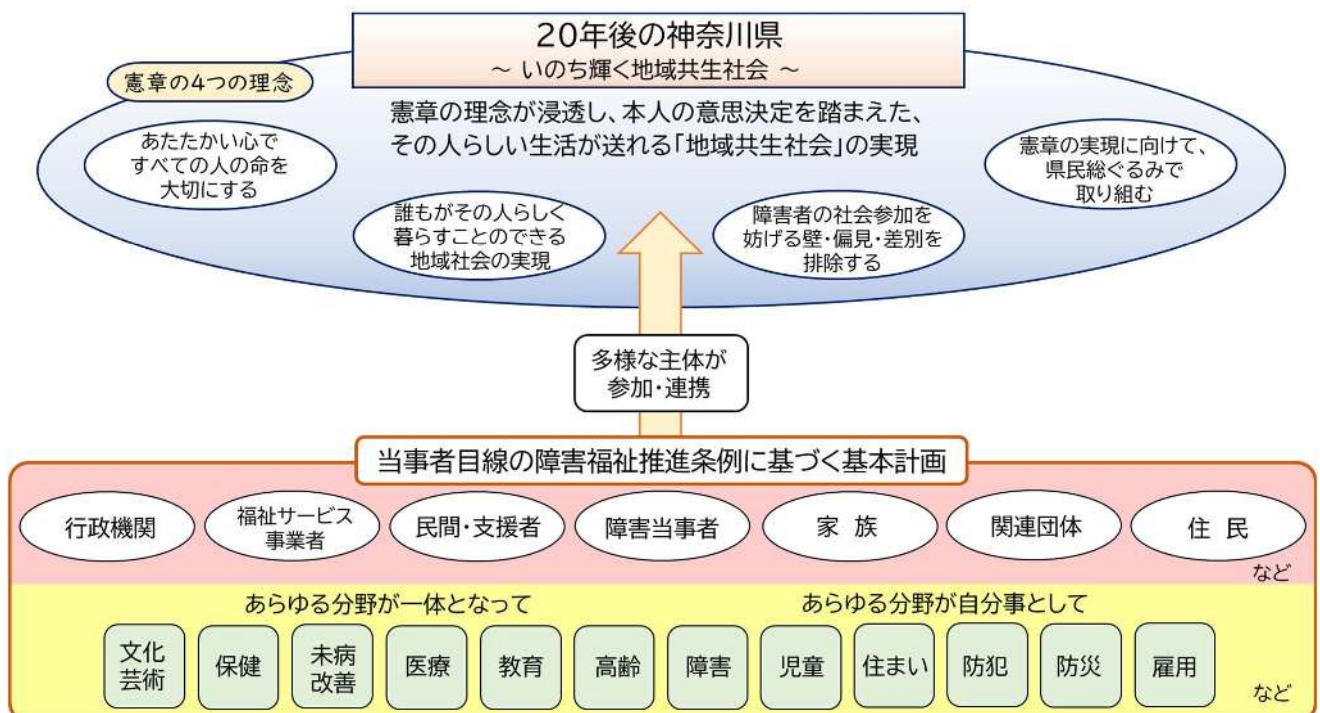 20年後の神奈川県
～ いのち輝く地域共生社会 ～
憲章の4つの理念
憲章の理念が浸透し、本人の意思決定を踏まえた、
その人らしい生活が送れる「地域共生社会」の実現
あたたかい心で
すべての人の命を
大切にする
誰もがその人らしく
暮らすことのできる
地域社会の実現
障害者の社会参加を
妨げる壁・偏見・差別を
排除する
憲章の実現に向けて、
県民総ぐるみで
取り組む
多様な主体が
参加・連携
当事者目線の障害福祉推進条例に基づく基本計画
行政機関
福祉サービス
事業者
民間・支援者
障害当事者
家 族
関連団体
住 民
など
あらゆる分野が一体となって
あらゆる分野が自分事として
文化
芸術
保健
未病
改善
医療
教育
高齢
障害
児童
住まい
防犯
防災
雇用
など